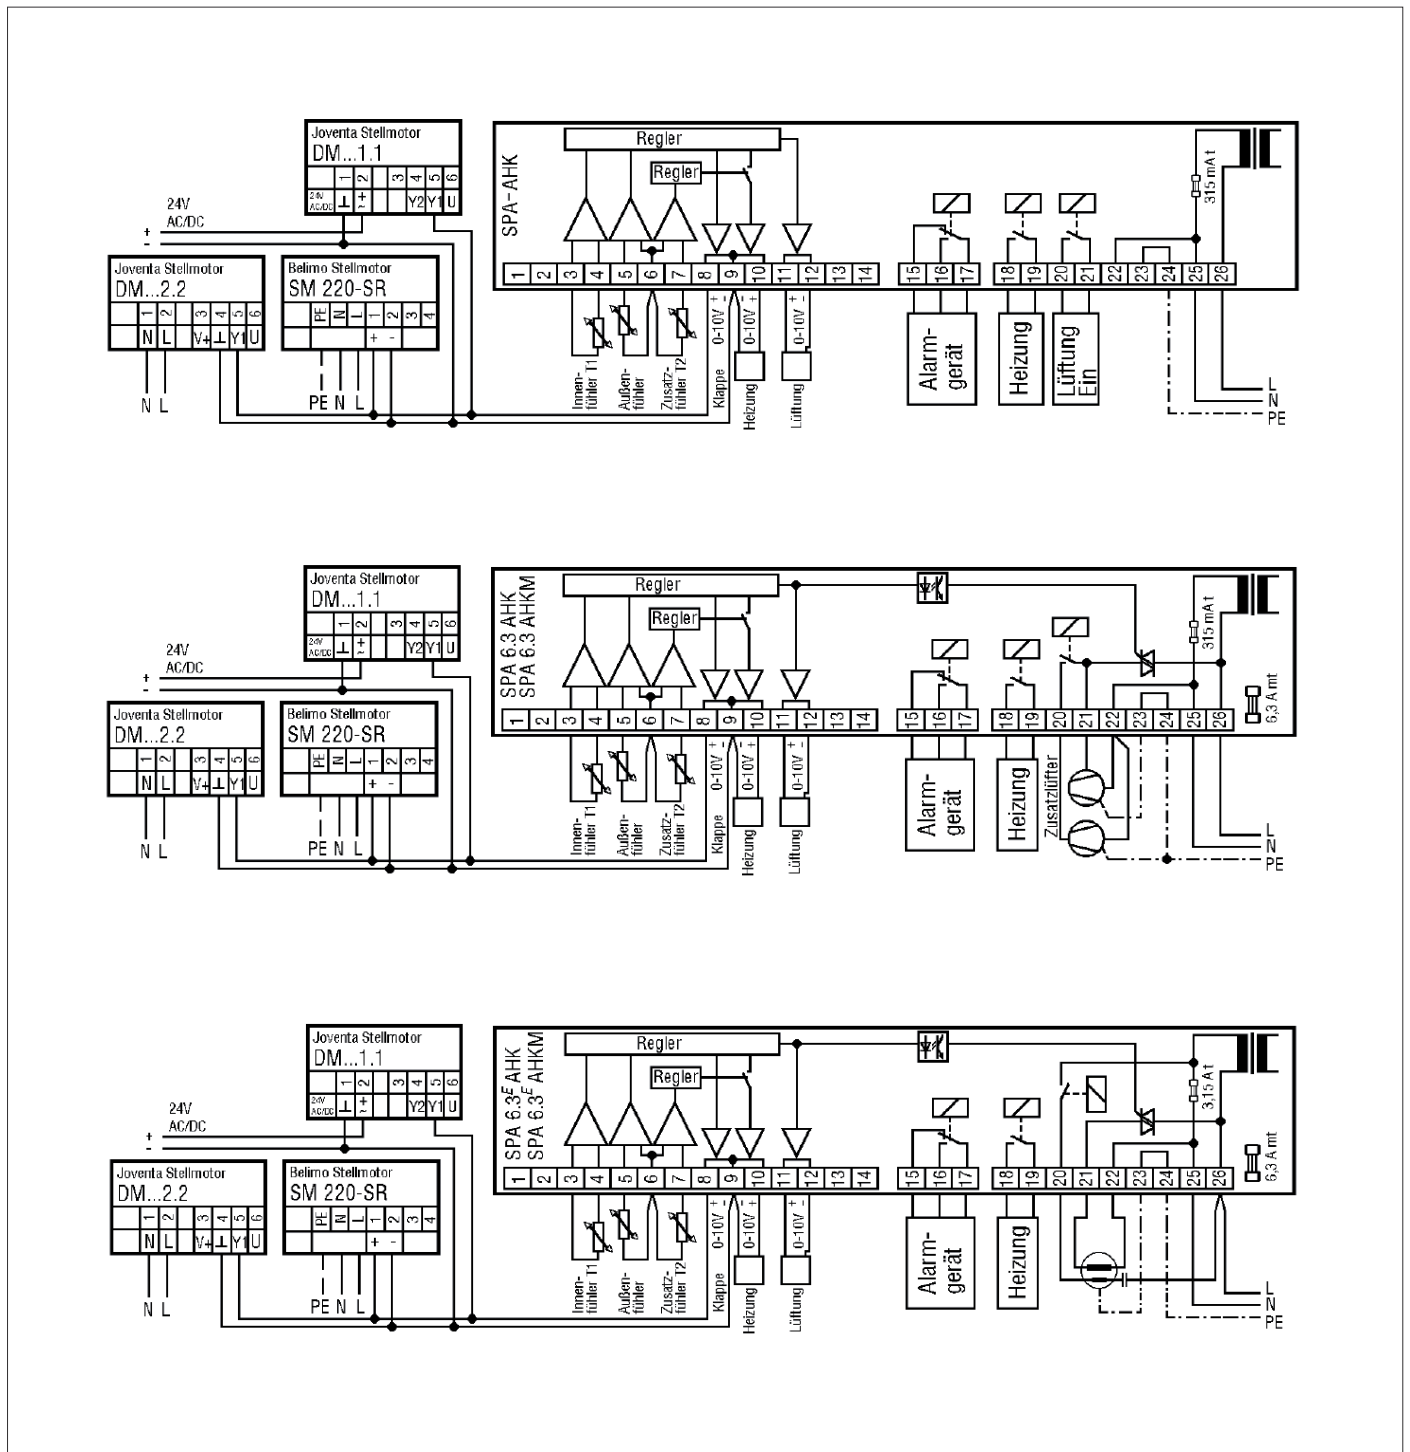 Joventa Stellmotor
DM...1.1
1 2 3 4 5 6
24V
AC/DC
⊥ +~ Y2 Y1 U
24V
AC/DC
+
-
Joventa Stellmotor
DM...2.2
1 2 3 4 5 6
N L V+ ⊥ Y1 U
N L
Belimo Stellmotor
SM 220-SR
PE N L 1 2 3 4
+ -
PE N L
SPA-AHK
Regler
Regler
1 2 3 4 5 6 7 8 9 10 11 12 13 14
15 16 17
18 19 20 21 22 23 24 25 26
315 mA t
Innen-
fühler T1
Außen-
fühler
Zusatz-
fühler T2
0-10V + -
Klappe
0-10V
Heizung
0-10V + -
Lüftung
Alarm-
gerät
Heizung
Lüftung
Ein
L
N
PE
Joventa Stellmotor
DM...1.1
1 2 3 4 5 6
24V
AC/DC
⊥ +~ Y2 Y1 U
24V
AC/DC
+
-
Joventa Stellmotor
DM...2.2
1 2 3 4 5 6
N L V+ ⊥ Y1 U
N L
Belimo Stellmotor
SM 220-SR
PE N L 1 2 3 4
+ -
PE N L
SPA 6.3 AHK
SPA 6.3 AHKM
Regler
Regler
1 2 3 4 5 6 7 8 9 10 11 12 13 14
15 16 17
18 19 20 21 22 23 24 25 26
315 mA t
6,3 A mt
Innen-
fühler T1
Außen-
fühler
Zusatz-
fühler T2
0-10V + -
Klappe
0-10V +
Heizung
0-10V + -
Lüftung
Alarm-
gerät
Heizung
Zusatzlüfter
L
N
PE
Joventa Stellmotor
DM...1.1
1 2 3 4 5 6
24V
AC/DC
⊥ +~ Y2 Y1 U
24V
AC/DC
+
-
Joventa Stellmotor
DM...2.2
1 2 3 4 5 6
N L V+ ⊥ Y1 U
N L
Belimo Stellmotor
SM 220-SR
PE N L 1 2 3 4
+ -
PE N L
SPA 6.3E AHK
SPA 6.3E AHKM
Regler
Regler
1 2 3 4 5 6 7 8 9 10 11 12 13 14
15 16 17
18 19 20 21 22 23 24 25 26
3,15 A t
6,3 A mt
Innen-
fühler T1
Außen-
fühler
Zusatz-
fühler T2
0-10V + -
Klappe
0-10V +
Heizung
0-10V + -
Lüftung
Alarm-
gerät
Heizung
L
N
PE